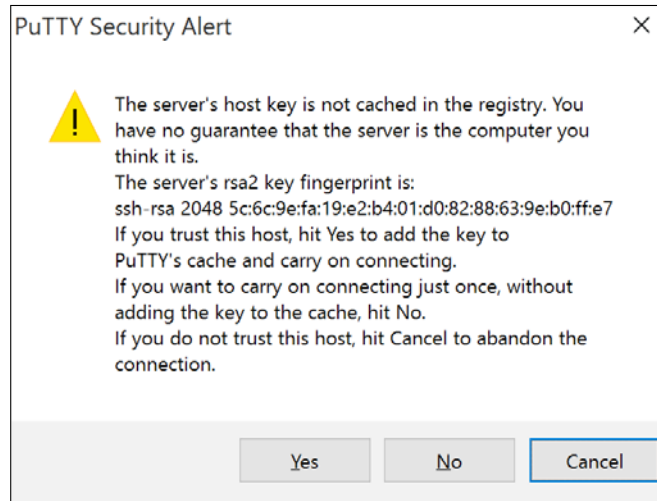 PuTTY Security Alert
The server's host key is not cached in the registry. You
have no guarantee that the server is the computer you
think it is.
The server's rsa2 key fingerprint is:
ssh-rsa 2048 5c:6c:9e:fa:19:e2:b4:01:d0:82:88:63:9e:b0:ff:e7
If you trust this host, hit Yes to add the key to
PuTTY's cache and carry on connecting.
If you want to carry on connecting just once, without
adding the key to the cache, hit No.
If you do not trust this host, hit Cancel to abandon the
connection.
Yes No Cancel